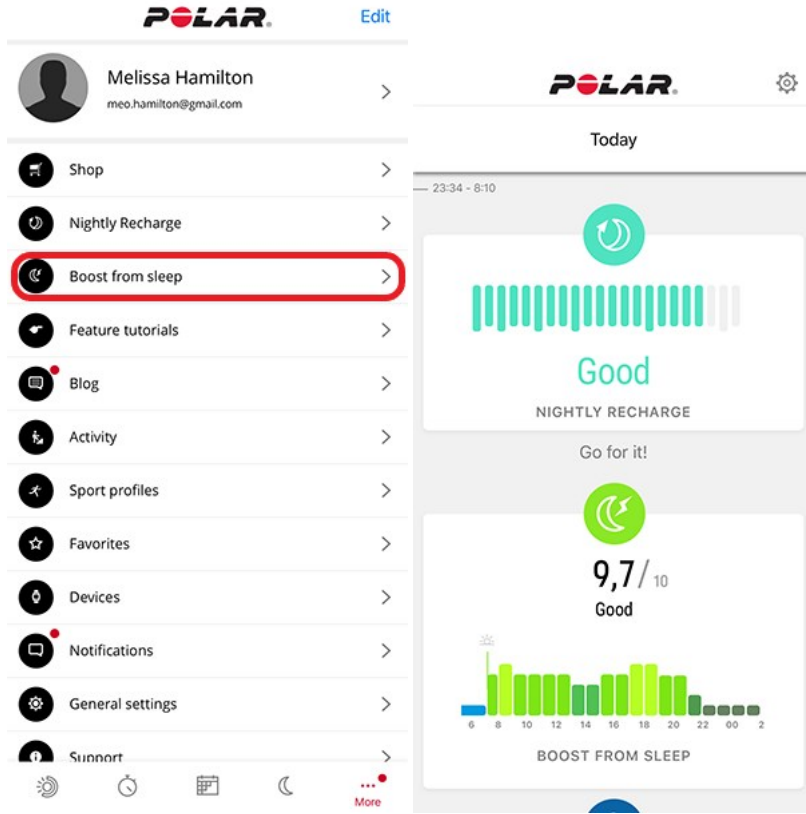 POLAR.
Edit
Melissa Hamilton
meo.hamilton@gmail.com
Shop
Nightly Recharge
Boost from sleep
Feature tutorials
Blog
Activity
Sport profiles
Favorites
Devices
Notifications
General settings
Support
More
POLAR.
Today
23:34 - 8:10
Good
NIGHTLY RECHARGE
Go for it!
9,7/ 10
Good
6 8 10 12 14 16 18 20 22 00 2
BOOST FROM SLEEP